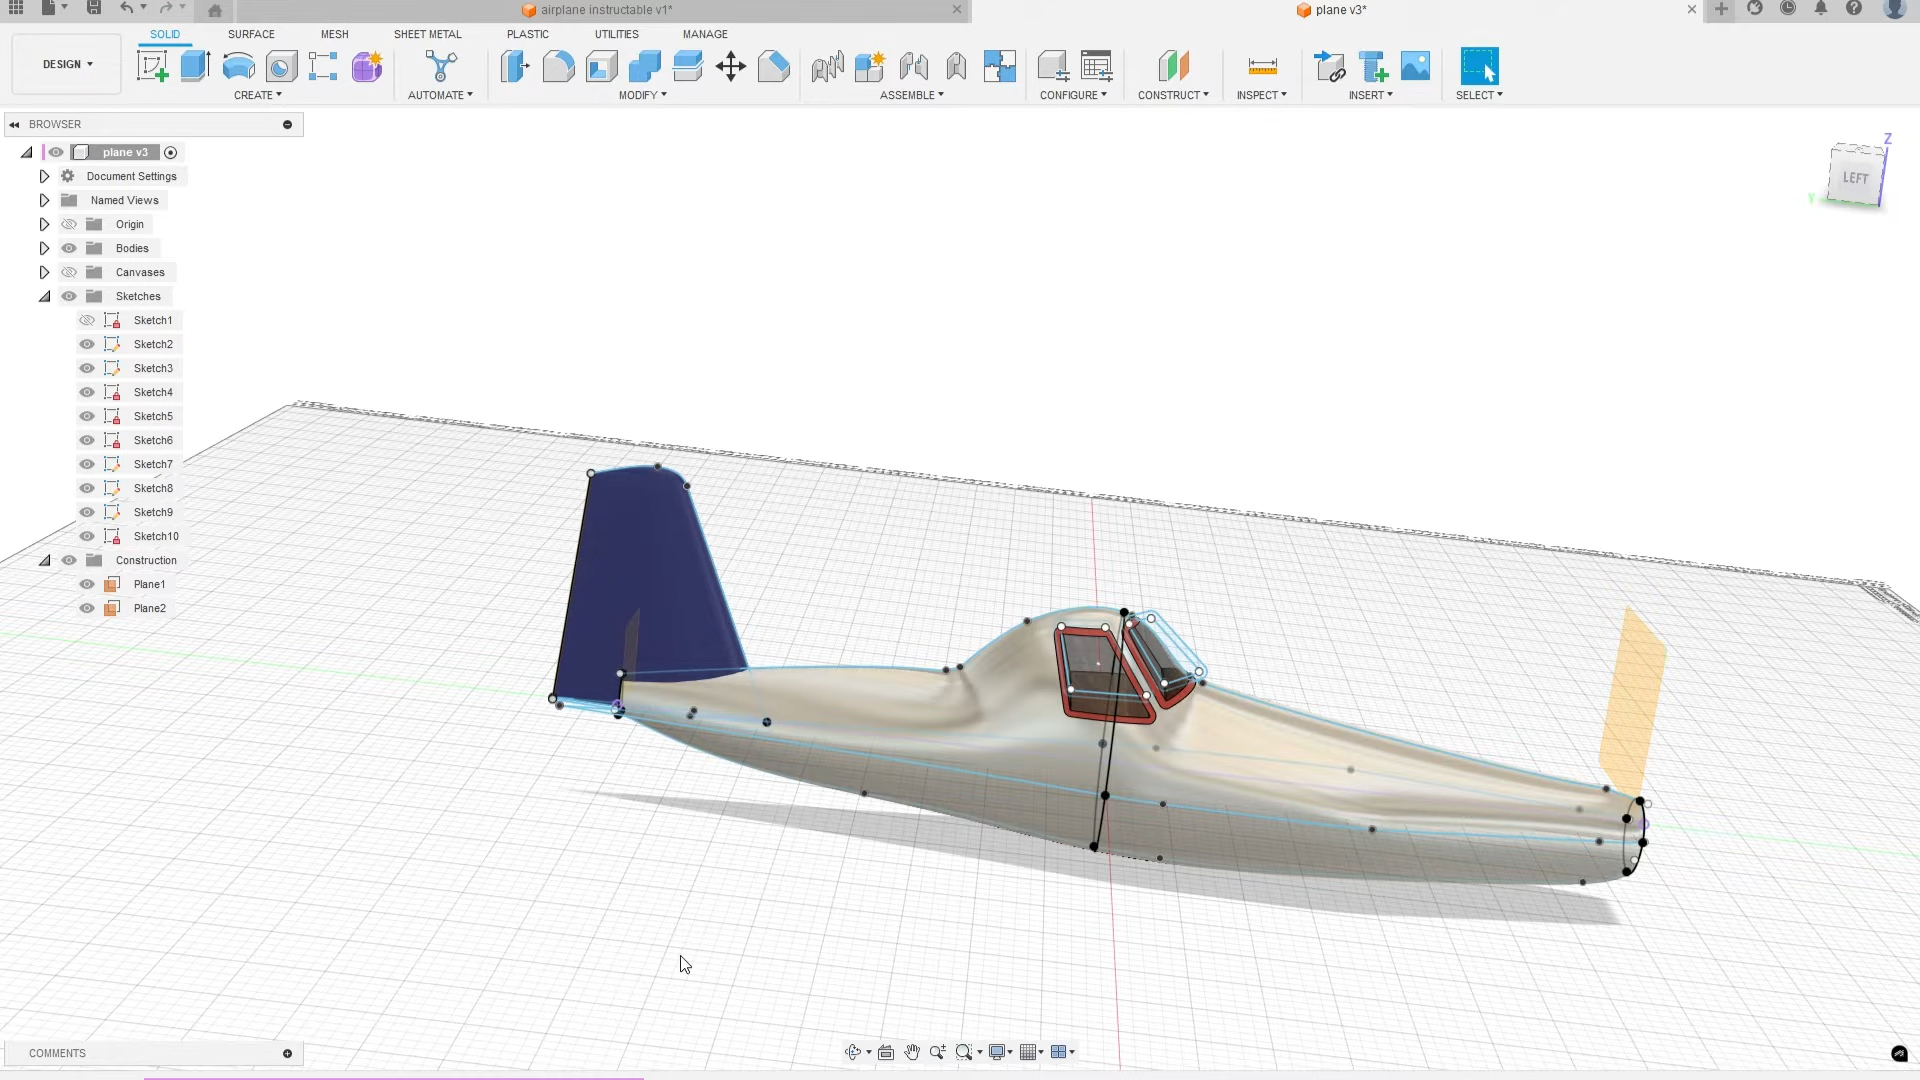 airplane instructable v1*
plane v3*
SOLID
SURFACE
MESH
SHEET METAL
PLASTIC
UTILITIES
MANAGE
DESIGN
CREATE
AUTOMATE
MODIFY
ASSEMBLE
CONFIGURE
CONSTRUCT
INSPECT
INSERT
SELECT
BROWSER
plane v3
Document Settings
Named Views
Origin
Bodies
Canvases
Sketches
Sketch1
Sketch2
Sketch3
Sketch4
Sketch5
Sketch6
Sketch7
Sketch8
Sketch9
Sketch10
Construction
Plane1
Plane2
Z
LEFT
Y
COMMENTS